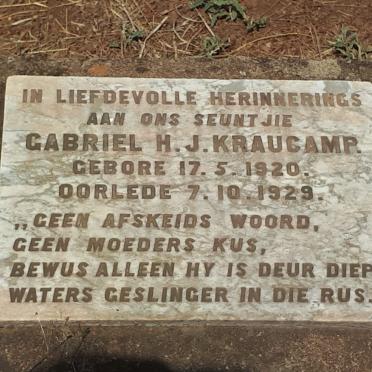 IN LIEFDEVOLLE HERINNERINGS
AAN ONS SEUNTJIE
GABRIEL H.J. KRAUCAMP.
GEBORE 17.5.1920.
OORLEDE 7.10.1929.
,,GEEN AFSKEIDS WOORD,
GEEN MOEDERS KUS,
BEWUS ALLEEN HY IS DEUR DIEP
WATERS GESLINGER IN DIE RUS.